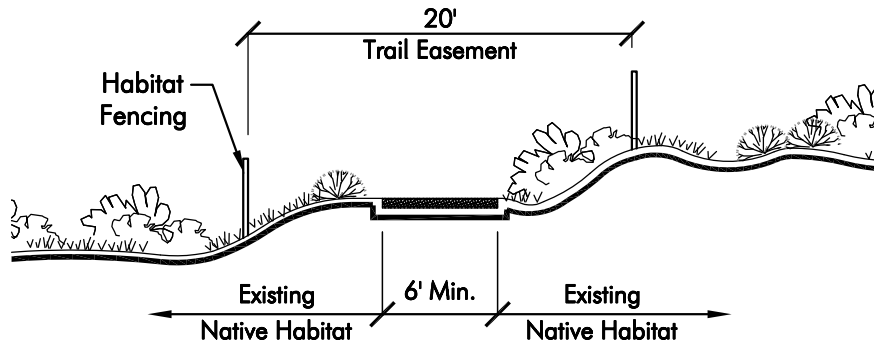 20'
Trail Easement
Habitat
Fencing
Existing
Native Habitat
6' Min.
Existing
Native Habitat